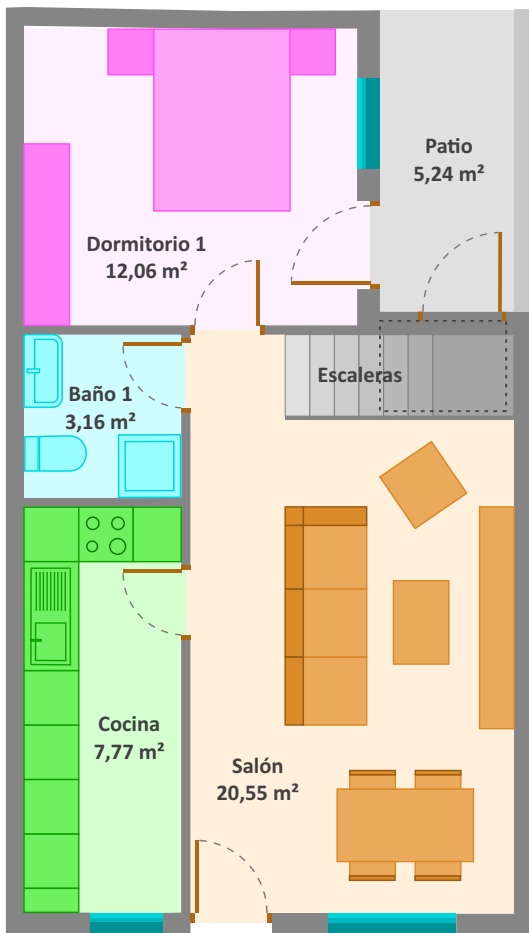 Patio
5,24 m²
Dormitorio 1
12,06 m²
Escaleras
Baño 1
3,16 m²
Cocina
7,77 m²
Salón
20,55 m²